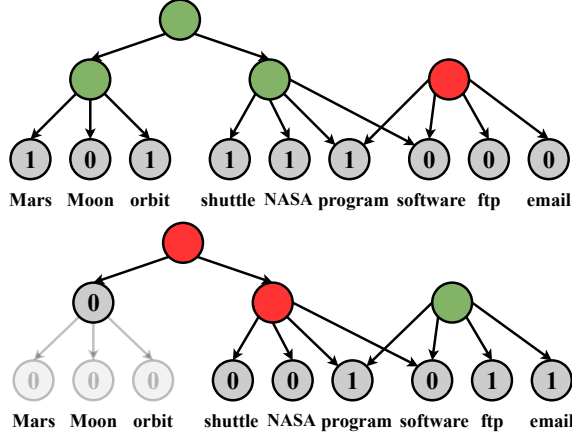 1 0 1 1 1 1 0 0 0
Mars Moon orbit shuttle NASA program software ftp email
0
0 0 0 0 0 1 0 1 1
Mars Moon orbit shuttle NASA program software ftp email